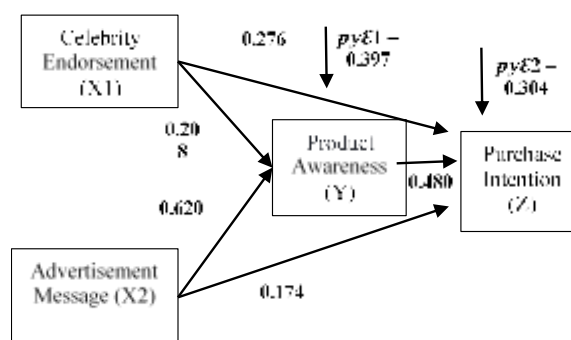 Celebrity
Endorsement
(X1)
0.276
pyε1 =
0.397
pyε2 =
0.304
0.20
8
Product
Awareness
(Y)
0.480
Purchase
Intention
(Z)
0.620
Advertisement
Message (X2)
0.174